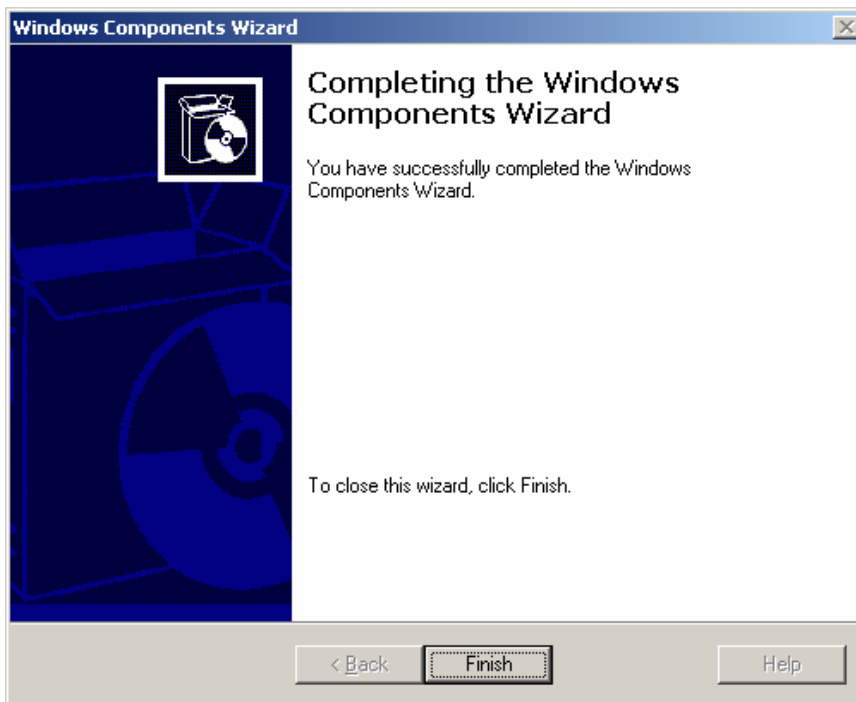 Windows Components Wizard
Completing the Windows
Components Wizard
You have successfully completed the Windows
Components Wizard.
To close this wizard, click Finish.
< Back
Finish
Help